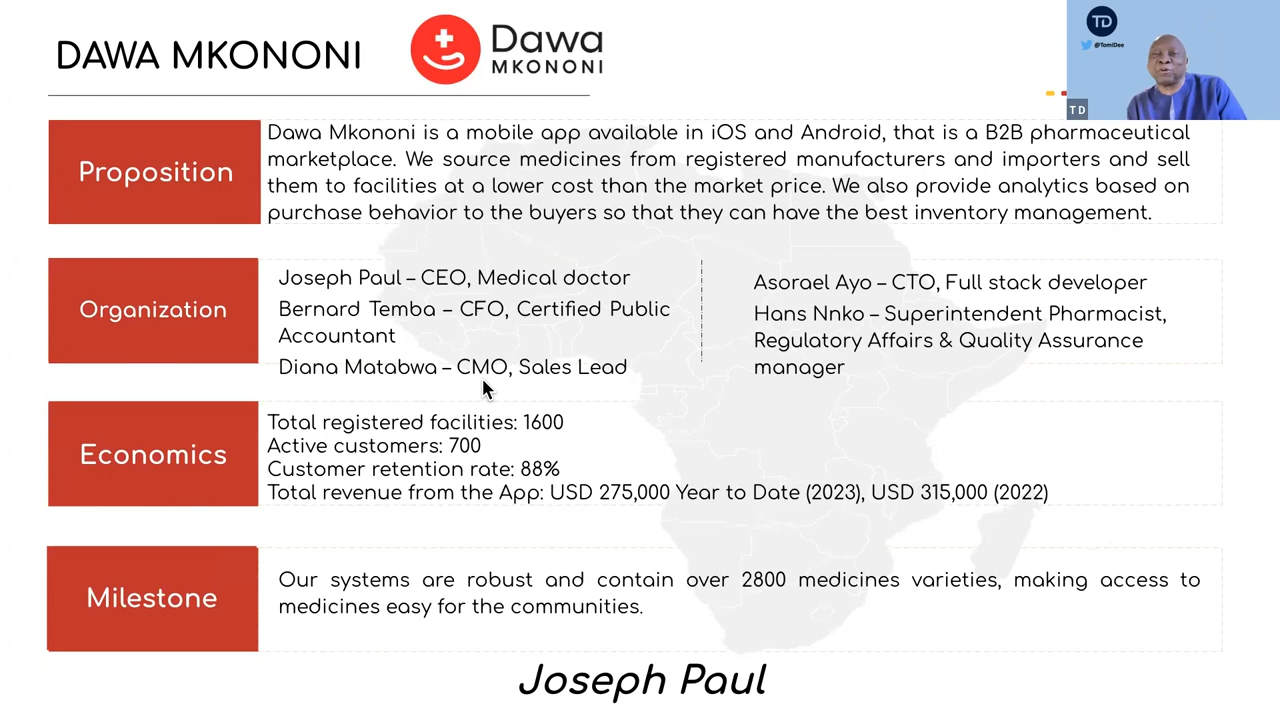 DAWA MKONONI
Dawa
MKONONI
TD
@TomiDee
T D
Proposition
Dawa Mkononi is a mobile app available in iOS and Android, that is a B2B pharmaceutical
marketplace. We source medicines from registered manufacturers and importers and sell
them to facilities at a lower cost than the market price. We also provide analytics based on
purchase behavior to the buyers so that they can have the best inventory management.
Organization
Joseph Paul – CEO, Medical doctor
Bernard Temba – CFO, Certified Public
Accountant
Diana Matabwa – CMO, Sales Lead
Asorael Ayo – CTO, Full stack developer
Hans Nnko – Superintendent Pharmacist,
Regulatory Affairs & Quality Assurance
manager
Economics
Total registered facilities: 1600
Active customers: 700
Customer retention rate: 88%
Total revenue from the App: USD 275,000 Year to Date (2023), USD 315,000 (2022)
Milestone
Our systems are robust and contain over 2800 medicines varieties, making access to
medicines easy for the communities.
Joseph Paul